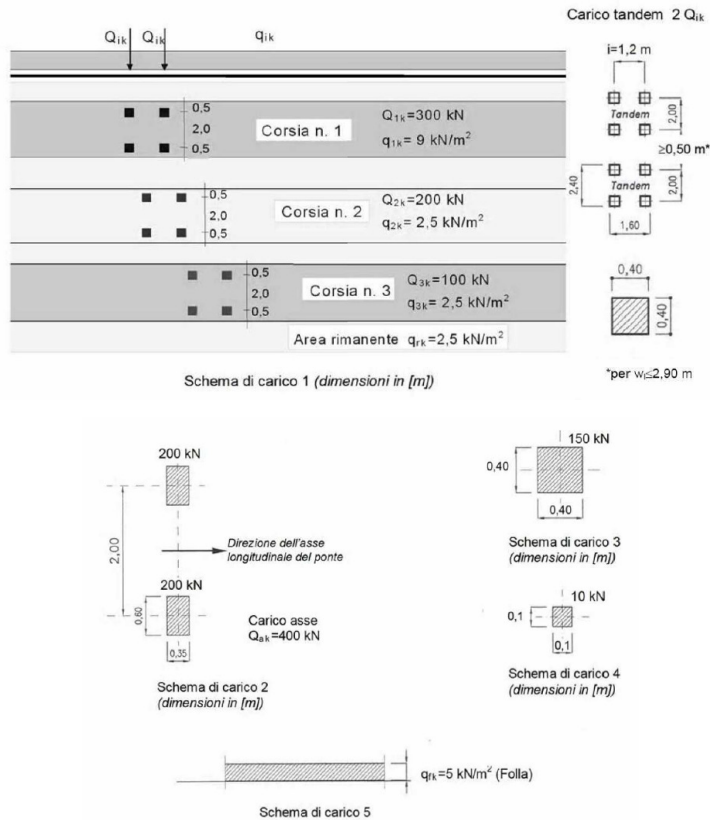 Carico tandem 2 Qik
Qik Qik qik
i=1,2 m
0,5
2,0
0,5
Corsia n. 1
Q1k=300 kN
q1k= 9 kN/m²
Tandem
2,00
≥0,50 m*
0,5
2,0
0,5
Corsia n. 2
Q2k=200 kN
q2k= 2,5 kN/m²
2,40
Tandem
2,00
1,60
0,5
2,0
0,5
Corsia n. 3
Q3k=100 kN
q3k= 2,5 kN/m²
0,40
0,40
Area rimanente qrk=2,5 kN/m²
Schema di carico 1 (dimensioni in [m])
*per wl≤2,90 m
200 kN
2,00
Direzione dell'asse
longitudinale del ponte
200 kN
0,60
0,35
Carico asse
Qak=400 kN
Schema di carico 2
(dimensioni in [m])
150 kN
0,40
0,40
Schema di carico 3
(dimensioni in [m])
10 kN
0,1
0,1
Schema di carico 4
(dimensioni in [m])
qfk=5 kN/m² (Folla)
Schema di carico 5